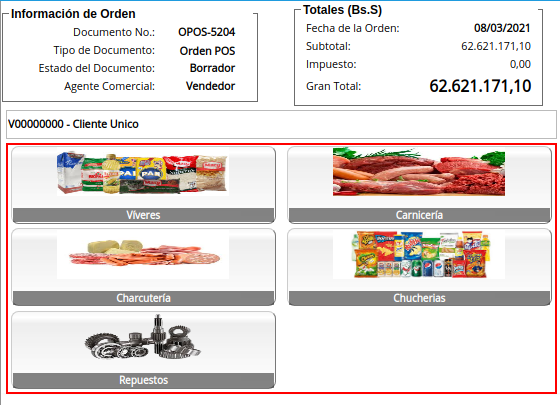 Información de Orden
Documento No.: OPOS-5204
Tipo de Documento: Orden POS
Estado del Documento: Borrador
Agente Comercial: Vendedor
Totales (Bs.S)
Fecha de la Orden: 08/03/2021
Subtotal: 62.621.171,10
Impuesto: 0,00
Gran Total: 62.621.171,10
V00000000 - Cliente Unico
PAN
Víveres
Carnicería
Charcutería
Chucherias
Repuestos